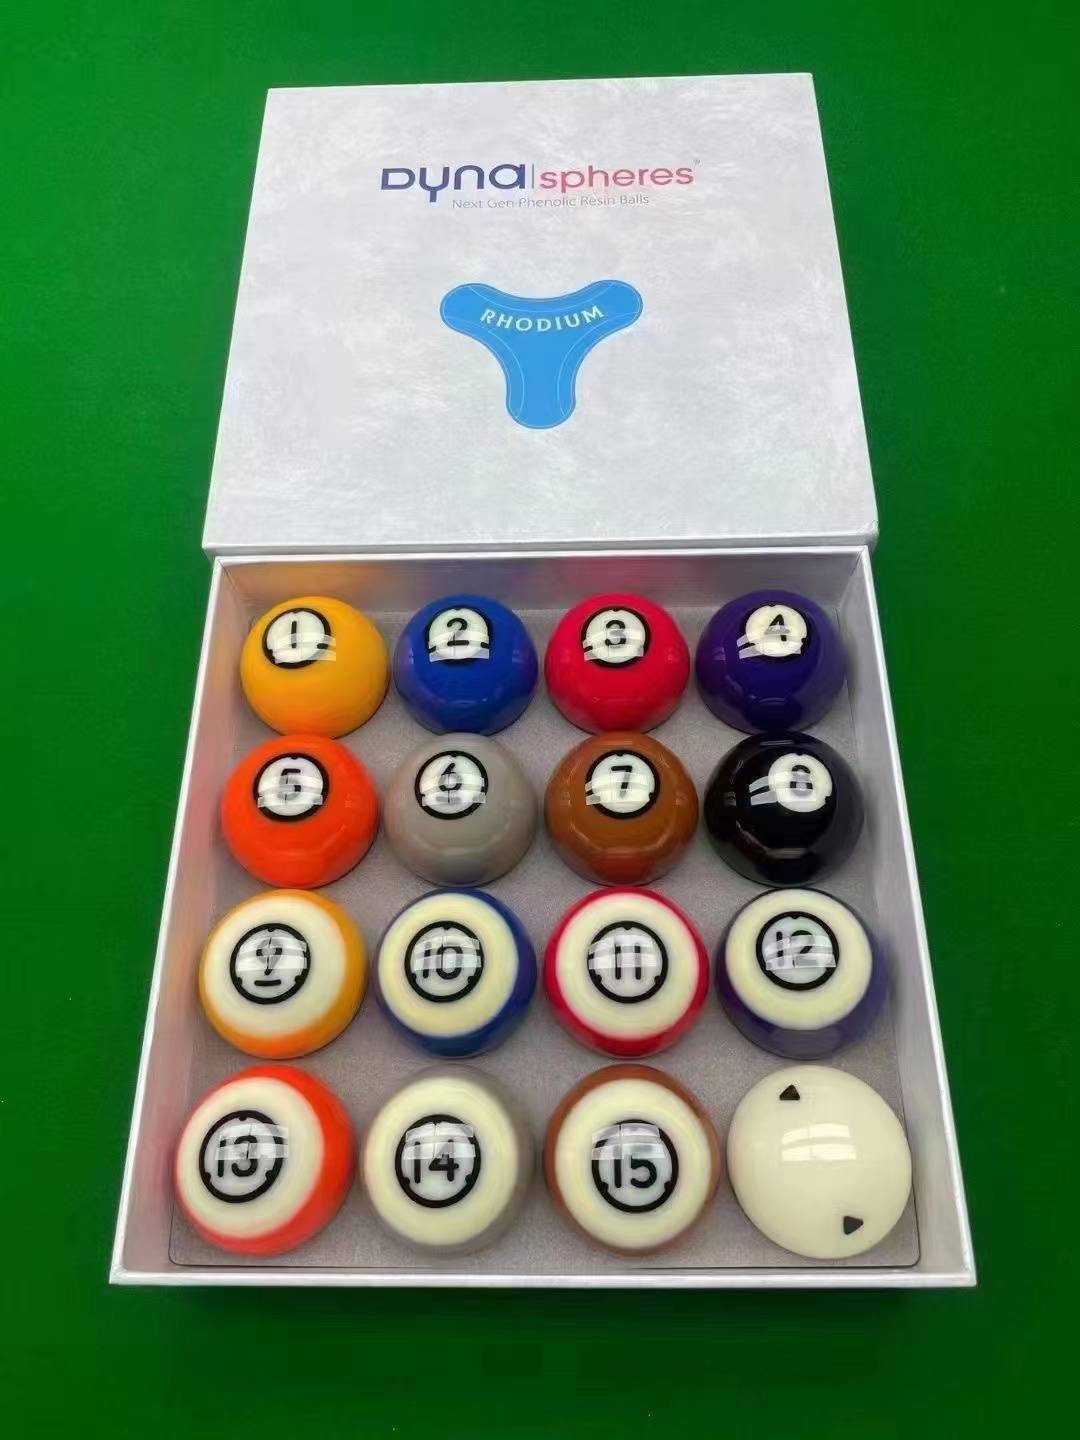 Dyna|spheres®
Next Gen Phenolic Resin Balls
RHODIUM
1 2 3 4
5 6 7 8
9 10 11 12
13 14 15